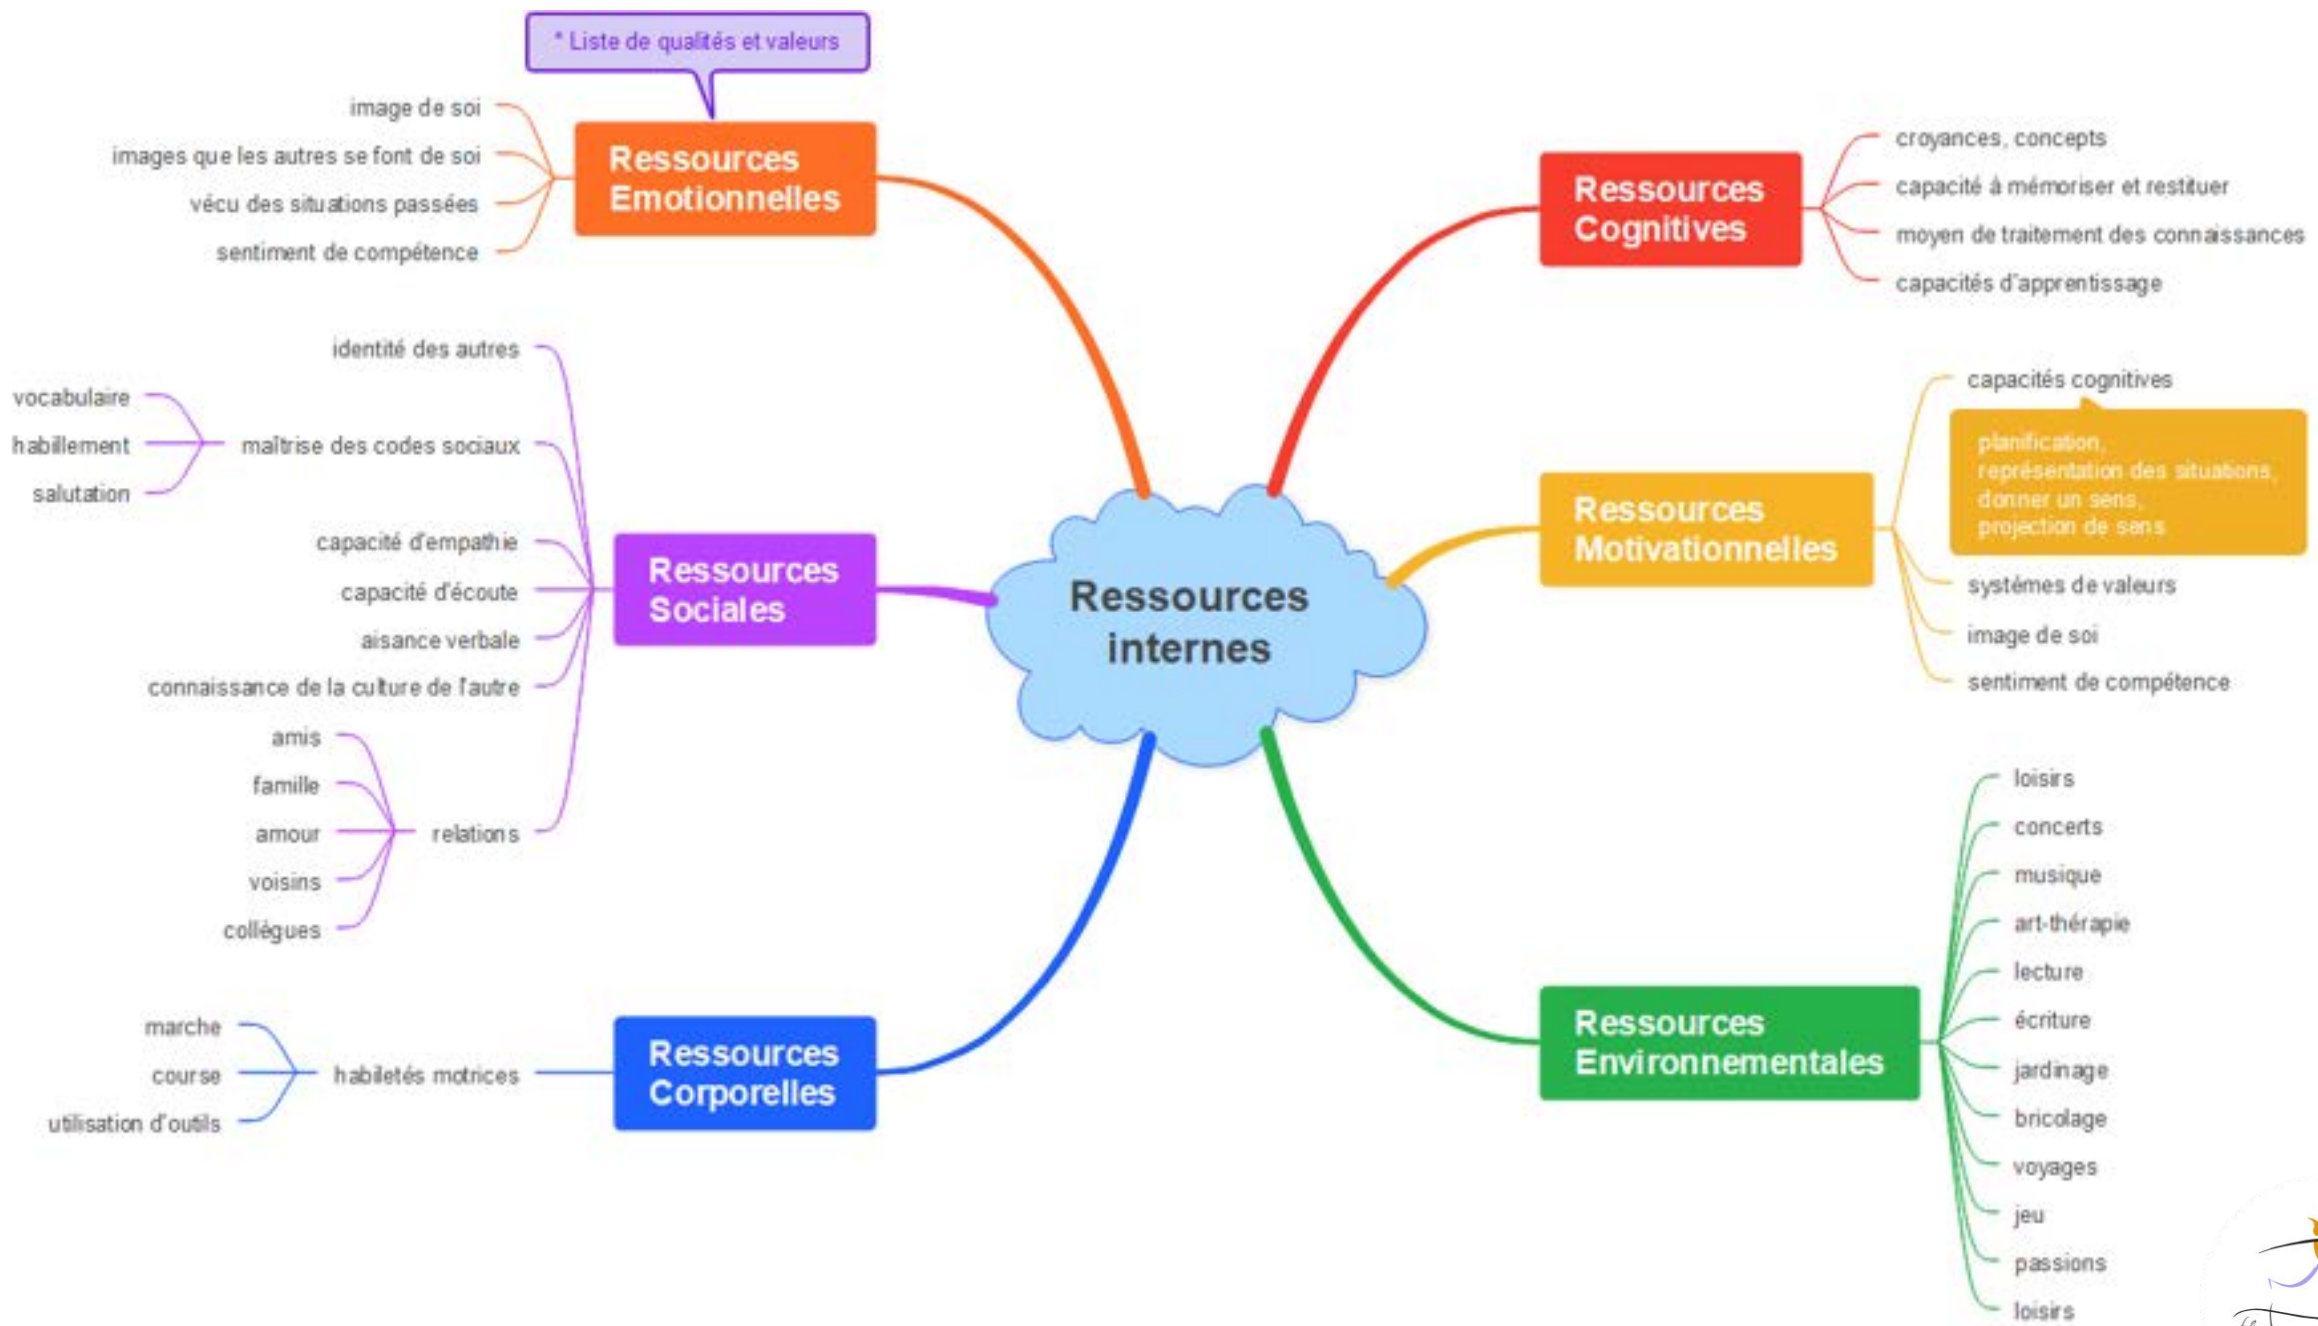 * Liste de qualités et valeurs
Ressources
Emotionnelles
image de soi
images que les autres se font de soi
vécu des situations passées
sentiment de compétence
Ressources
Sociales
identité des autres
maîtrise des codes sociaux
vocabulaire
habillement
salutation
capacité d'empathie
capacité d'écoute
aisance verbale
connaissance de la culture de l'autre
relations
amis
famille
amour
voisins
collègues
Ressources
Corporelles
habiletés motrices
marche
course
utilisation d'outils
Ressources
internes
Ressources
Cognitives
croyances, concepts
capacité à mémoriser et restituer
moyen de traitement des connaissances
capacités d'apprentissage
Ressources
Motivationnelles
capacités cognitives
planification,
représentation des situations,
donner un sens,
projection de sens
systèmes de valeurs
image de soi
sentiment de compétence
Ressources
Environnementales
loisirs
concerts
musique
art-thérapie
lecture
écriture
jardinage
bricolage
voyages
jeu
passions
loisirs